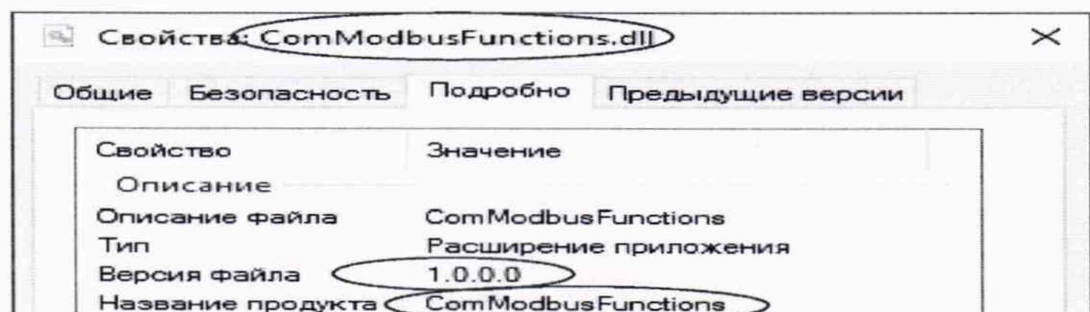 Свойства: ComModbusFunctions.dll
Общие Безопасность Подробно Предыдущие версии
Свойство Значение
Описание
Описание файла ComModbusFunctions
Тип Расширение приложения
Версия файла 1.0.0.0
Название продукта ComModbusFunctions